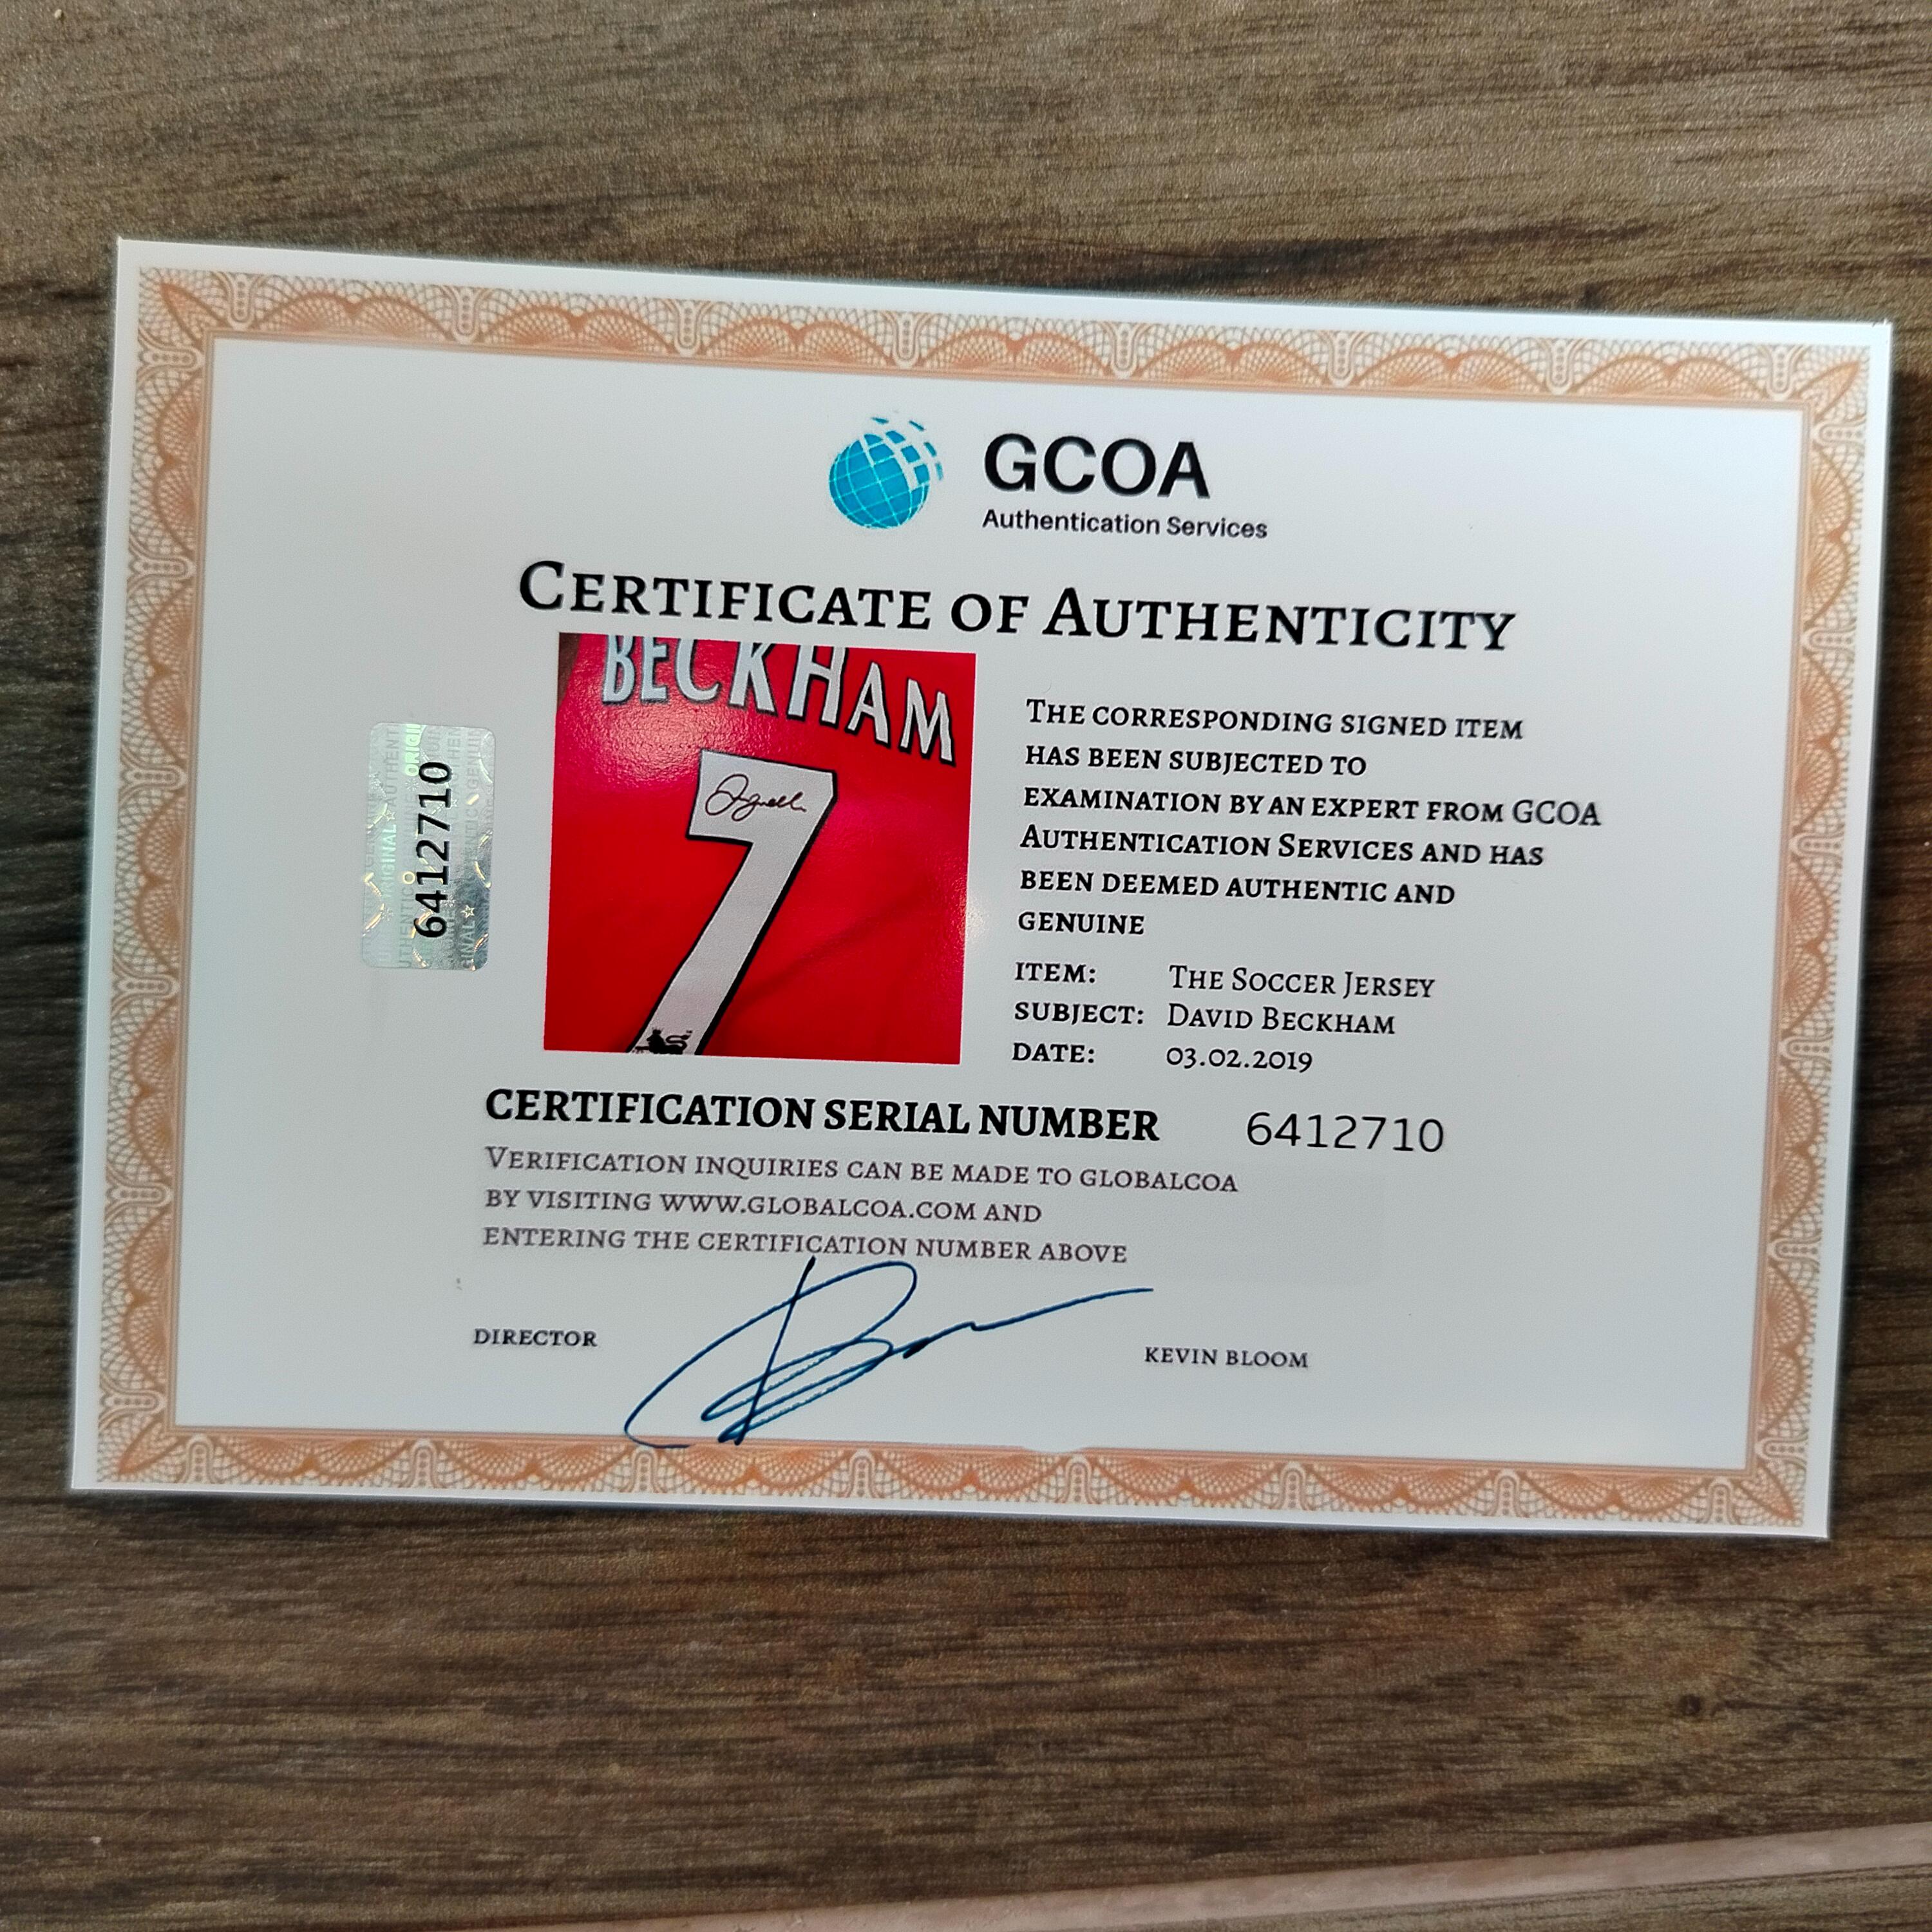 GCOA
Authentication Services
CERTIFICATE OF AUTHENTICITY
BECKHAM
7
6412710
THE CORRESPONDING SIGNED ITEM
HAS BEEN SUBJECTED TO
EXAMINATION BY AN EXPERT FROM GCOA
AUTHENTICATION SERVICES AND HAS
BEEN DEEMED AUTHENTIC AND
GENUINE
ITEM: THE SOCCER JERSEY
SUBJECT: DAVID BECKHAM
DATE: 03.02.2019
CERTIFICATION SERIAL NUMBER 6412710
VERIFICATION INQUIRIES CAN BE MADE TO GLOBALCOA
BY VISITING WWW.GLOBALCOA.COM AND
ENTERING THE CERTIFICATION NUMBER ABOVE
DIRECTOR
KEVIN BLOOM